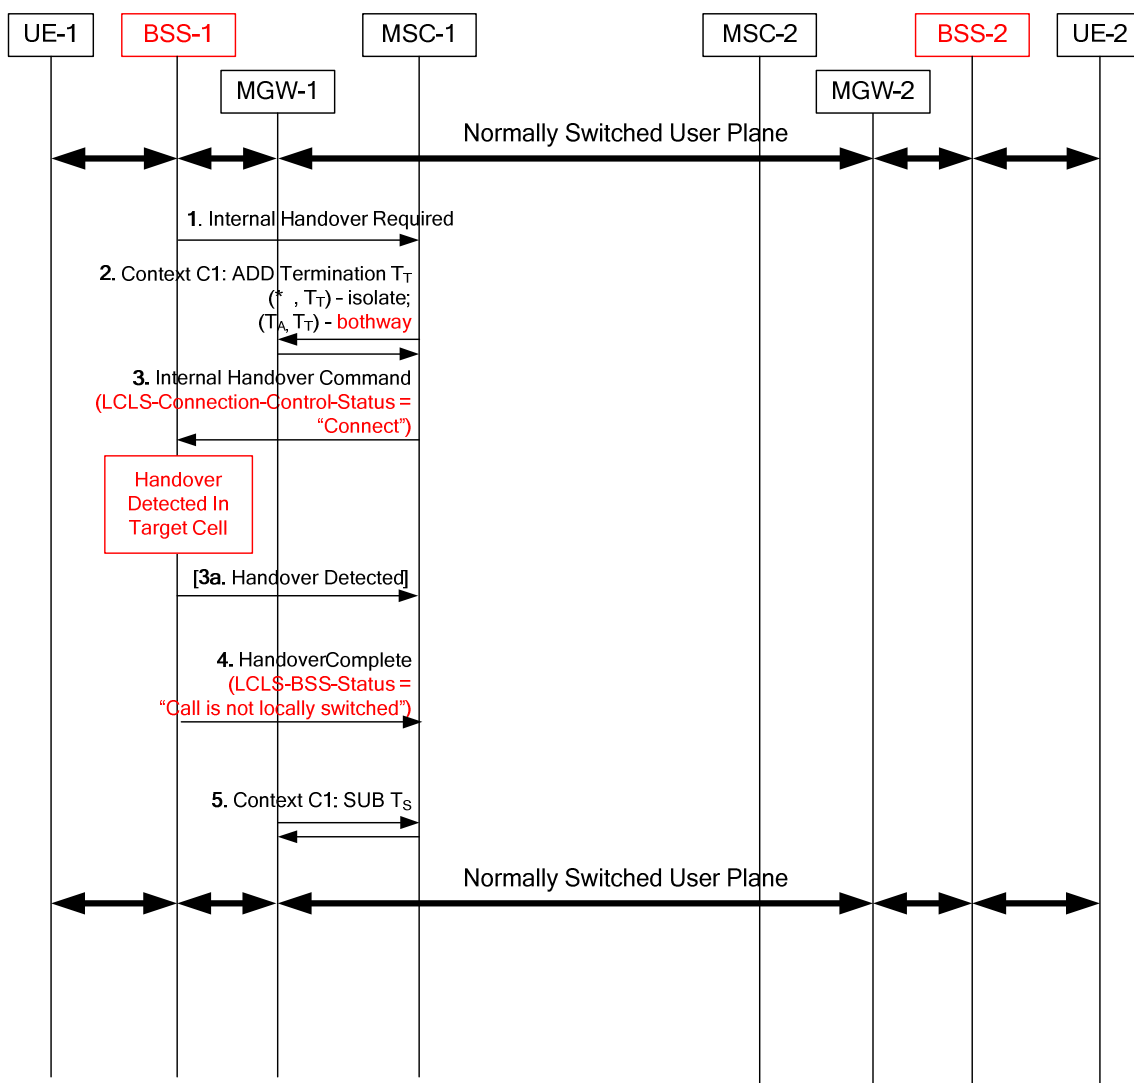 UE-1 BSS-1 MSC-1 MSC-2 BSS-2 UE-2
MGW-1 MGW-2
Normally Switched User Plane
1. Internal Handover Required
2. Context C1: ADD Termination TT
(* , TT) - isolate;
(TA, TT) - bothway
3. Internal Handover Command
(LCLS-Connection-Control-Status =
“Connect”)
Handover
Detected In
Target Cell
[3a. Handover Detected]
4. HandoverComplete
(LCLS-BSS-Status =
“Call is not locally switched”)
5. Context C1: SUB TS
Normally Switched User Plane